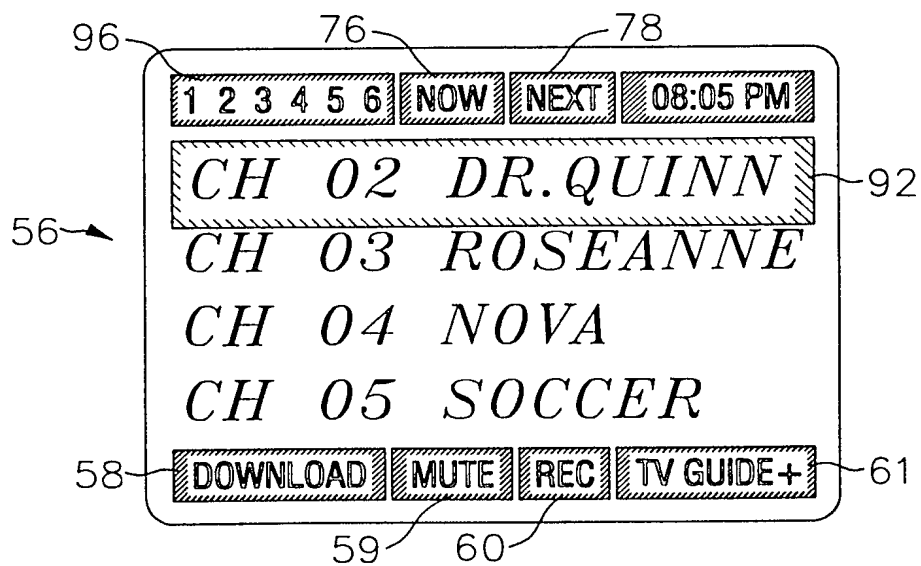 96 76 78
1 2 3 4 5 6 NOW NEXT 08:05 PM
CH 02 DR.QUINN 92
56
CH 03 ROSEANNE
CH 04 NOVA
CH 05 SOCCER
58 DOWNLOAD MUTE REC TV GUIDE+ 61
59 60